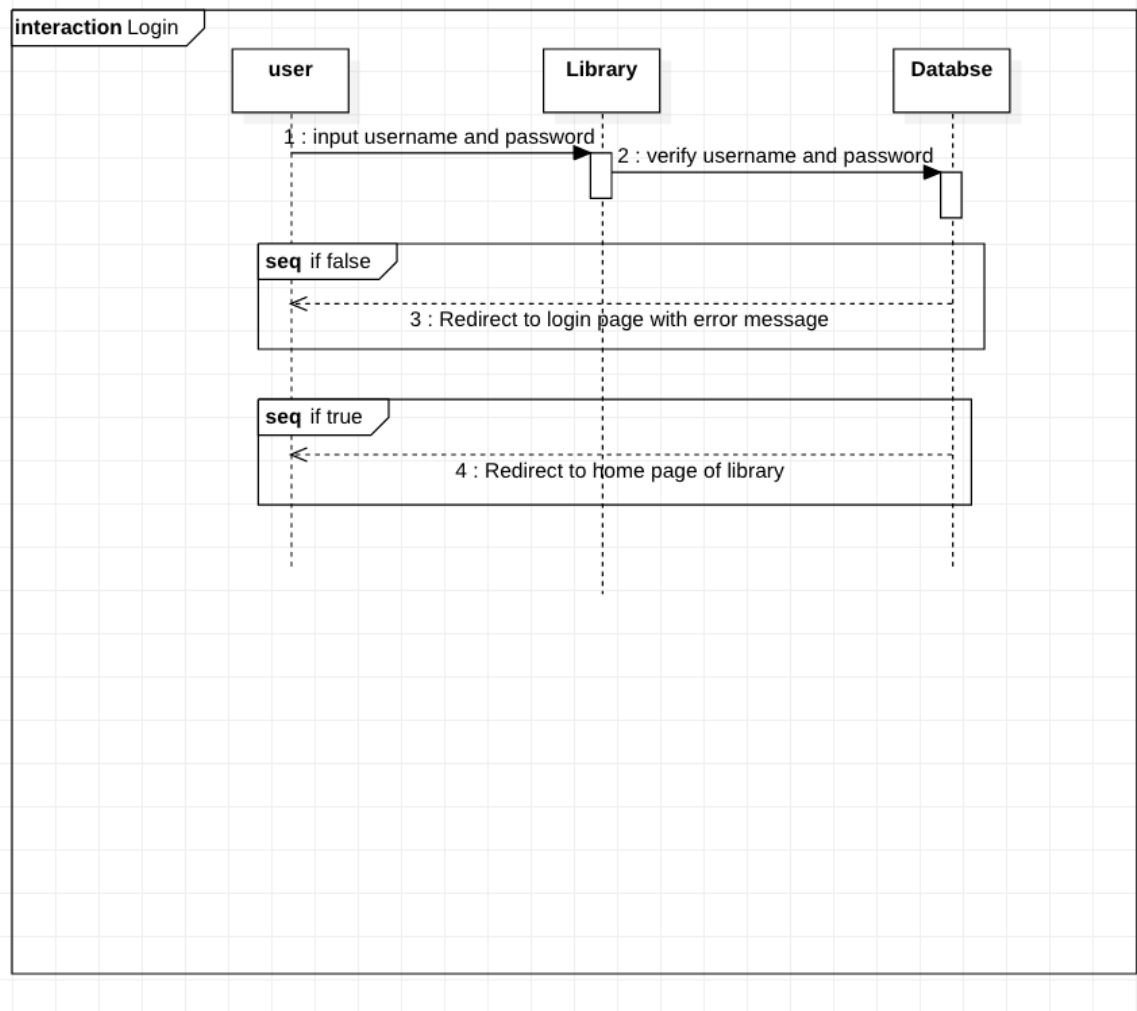 interaction Login
user
Library
Databse
1 : input username and password
2 : verify username and password
seq if false
3 : Redirect to login page with error message
seq if true
4 : Redirect to home page of library